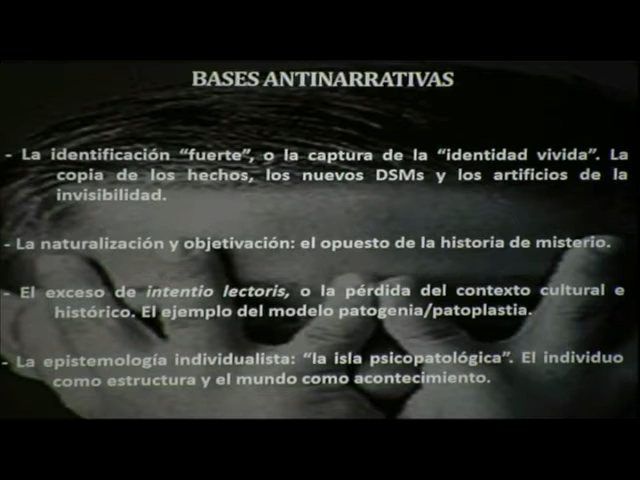 BASES ANTINARRATIVAS
- La identificación “fuerte”, o la captura de la “identidad vivida”. La
copia de los hechos, los nuevos DSMs y los artificios de la
invisibilidad.
- La naturalización y objetivación: el opuesto de la historia de misterio.
- El exceso de intentio lectoris, o la pérdida del contexto cultural e
histórico. El ejemplo del modelo patogenia/patoplastia.
- La epistemología individualista: “la isla psicopatológica”. El individuo
como estructura y el mundo como acontecimiento.